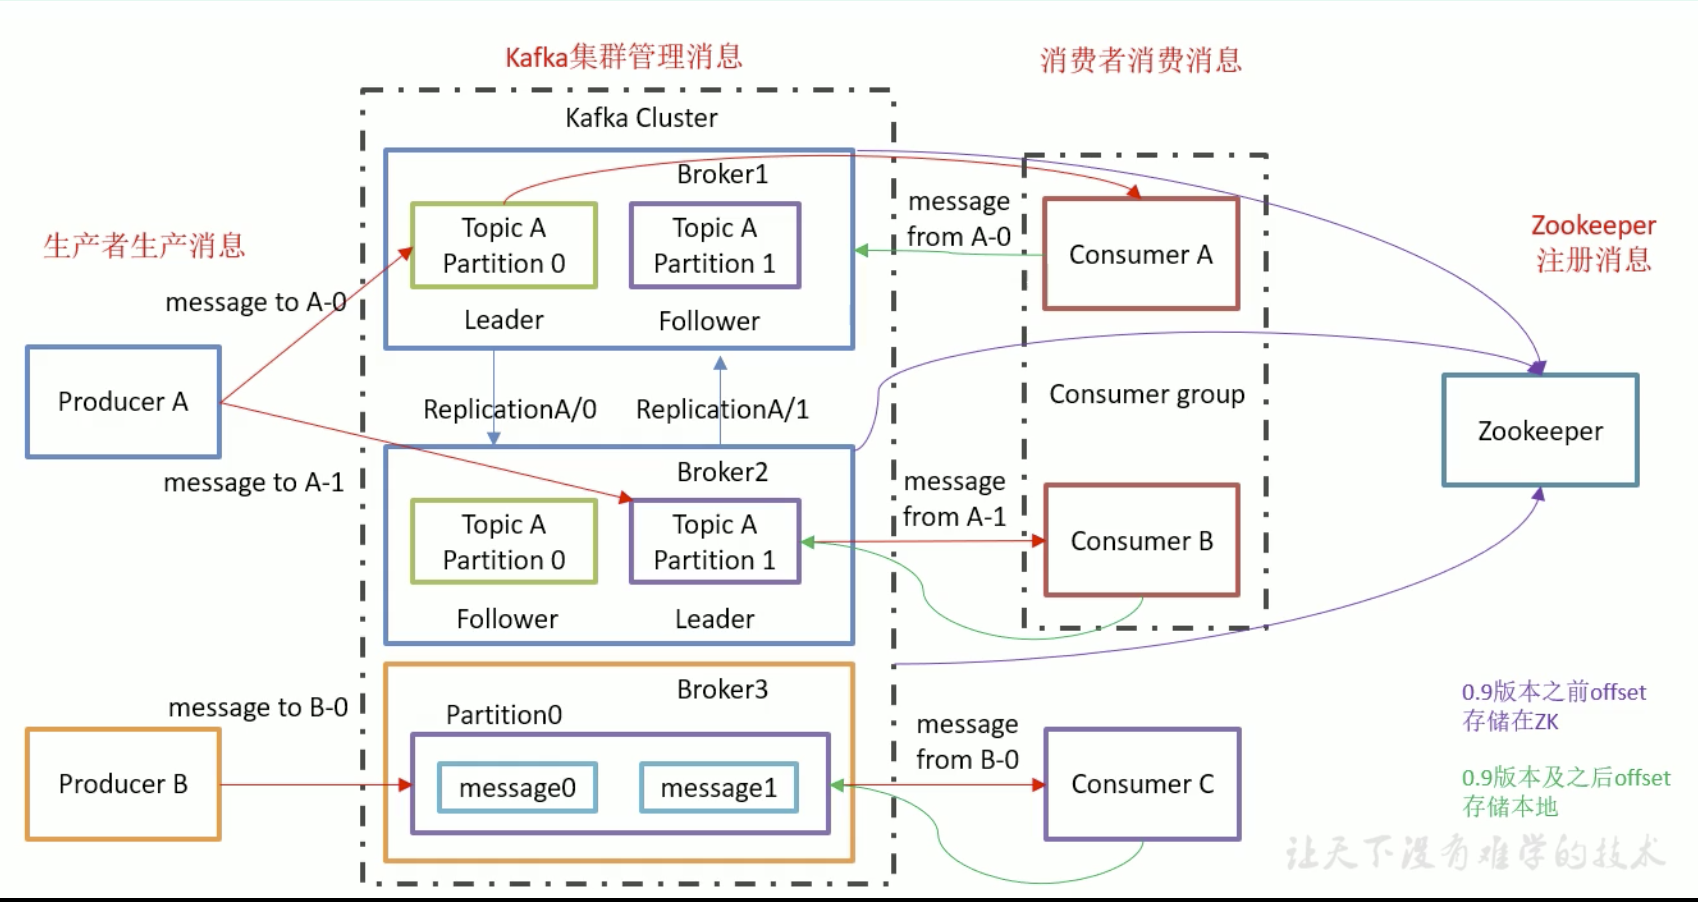 Kafka集群管理消息
消费者消费消息
Kafka Cluster
Broker1
Topic A
Partition 0
Topic A
Partition 1
Leader
Follower
message
from A-0
Consumer A
Zookeeper
注册消息
生产者生产消息
message to A-0
Producer A
message to A-1
ReplicationA/0
ReplicationA/1
Consumer group
Zookeeper
Broker2
Topic A
Partition 0
Topic A
Partition 1
Follower
Leader
message
from A-1
Consumer B
message to B-0
Producer B
Broker3
Partition0
message0
message1
message
from B-0
Consumer C
0.9版本之前offset
存储在ZK
0.9版本及之后offset
存储本地
让天下没有难学的技术